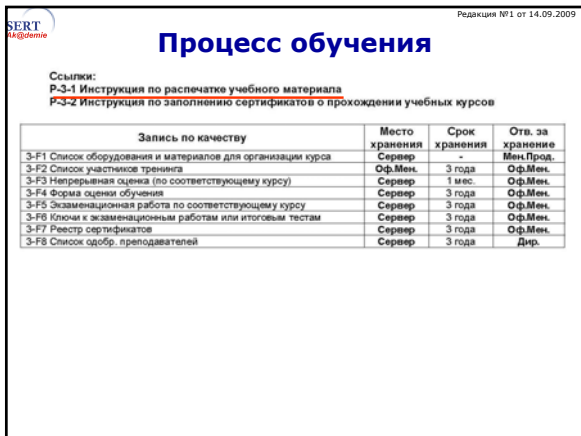 Редакция №1 от 14.09.2009
SERT
Ak@demie
Процесс обучения
Ссылки:
Р-3-1 Инструкция по распечатке учебного материала
Р-3-2 Инструкция по заполнению сертификатов о прохождении учебных курсов
Запись по качеству Место хранения Срок хранения Отв. за хранение
3-F1 Список оборудования и материалов для организации курса Сервер - Мен.Прод.
3-F2 Список участников тренинга Оф.Мен. 3 года Оф.Мен.
3-F3 Непрерывная оценка (по соответствующему курсу) Сервер 1 мес. Оф.Мен.
3-F4 Форма оценки обучения Сервер 3 года Оф.Мен.
3-F5 Экзаменационная работа по соответствующему курсу Сервер 3 года Оф.Мен.
3-F6 Ключи к экзаменационным работам или итоговым тестам Сервер 3 года Оф.Мен.
3-F7 Реестр сертификатов Сервер 3 года Оф.Мен.
3-F8 Список одобр. преподавателей Сервер 3 года Дир.